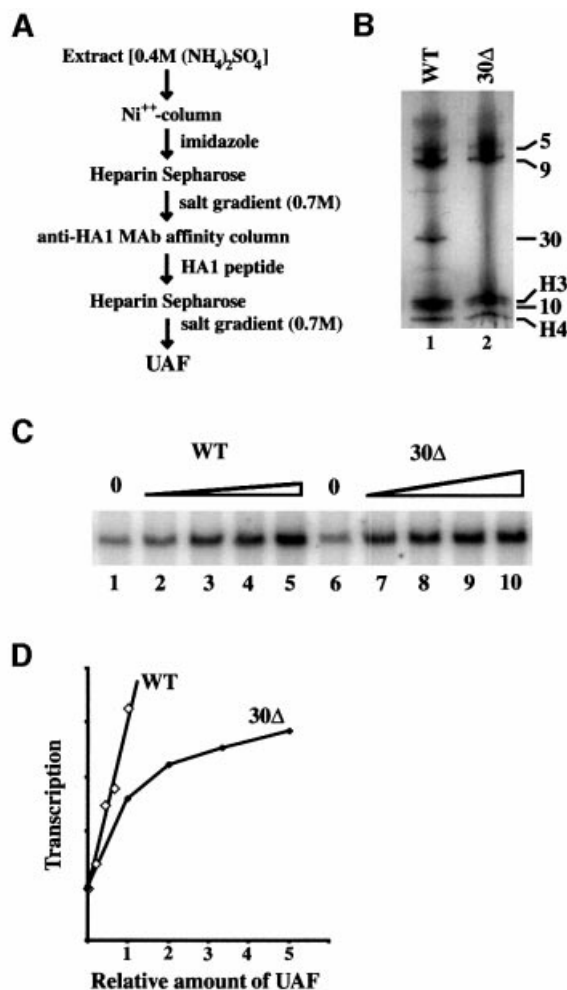 A
Extract [0.4M (NH4)2SO4]
Ni++-column
imidazole
Heparin Sepharose
salt gradient (0.7M)
anti-HA1 MAb affinity column
HA1 peptide
Heparin Sepharose
salt gradient (0.7M)
UAF
B
WT 30Δ
5
9
30
H3
10
H4
1 2
C
WT 30Δ
0 0
1 2 3 4 5 6 7 8 9 10
D
WT
30Δ
Transcription
1 2 3 4 5
Relative amount of UAF